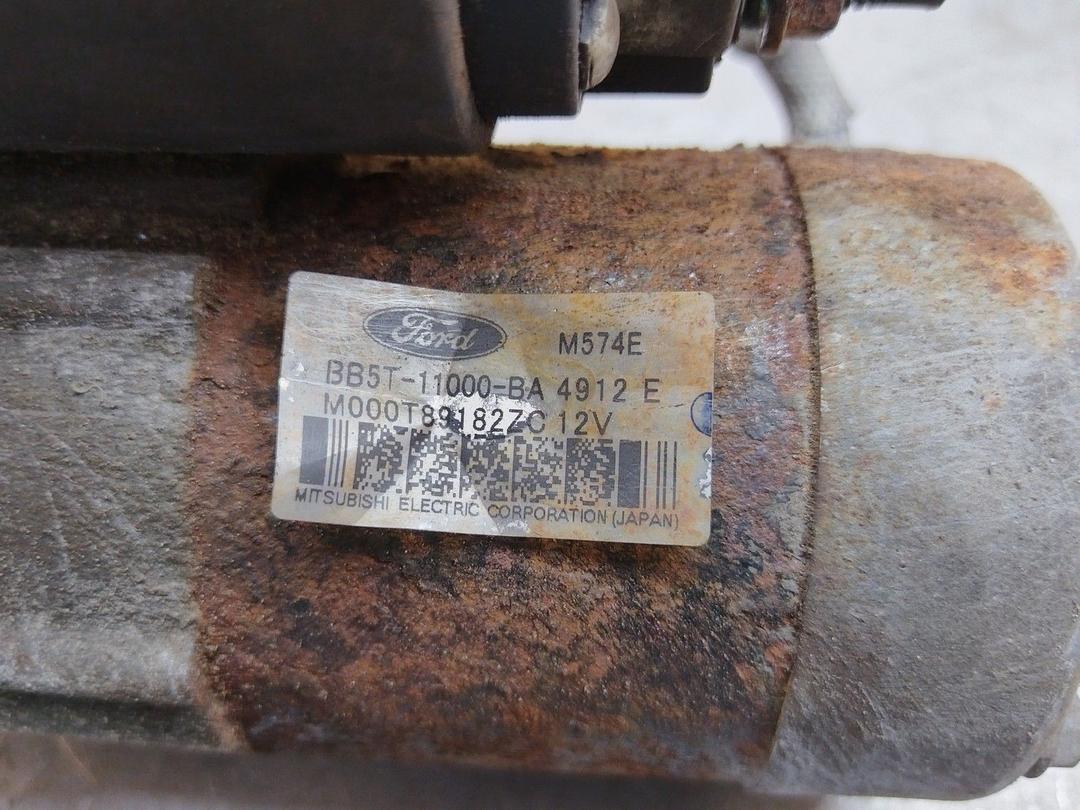 Ford M574E
BB5T-11000-BA 4912 E
M000T89182ZC 12V
MITSUBISHI ELECTRIC CORPORATION (JAPAN)